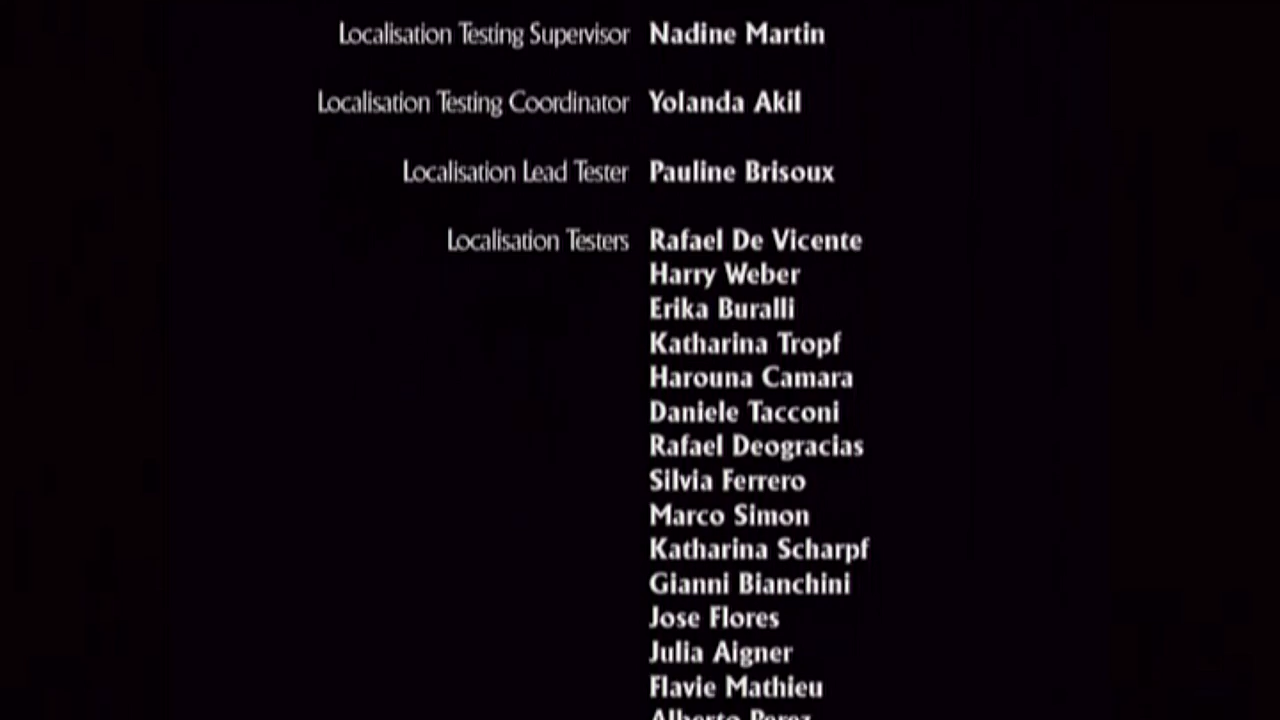 Localisation Testing Supervisor Nadine Martin
Localisation Testing Coordinator Yolanda Akil
Localisation Lead Tester Pauline Brisoux
Localisation Testers Rafael De Vicente
Harry Weber
Erika Buralli
Katharina Tropf
Harouna Camara
Daniele Tacconi
Rafael Deogracias
Silvia Ferrero
Marco Simon
Katharina Scharpf
Gianni Bianchini
Jose Flores
Julia Aigner
Flavie Mathieu
Alberto Perez